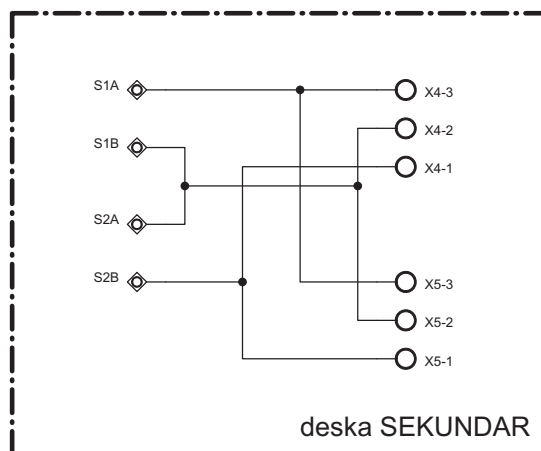 S1A
X4-3
X4-2
S1B
X4-1
S2A
S2B
X5-3
X5-2
X5-1
deska SEKUNDAR